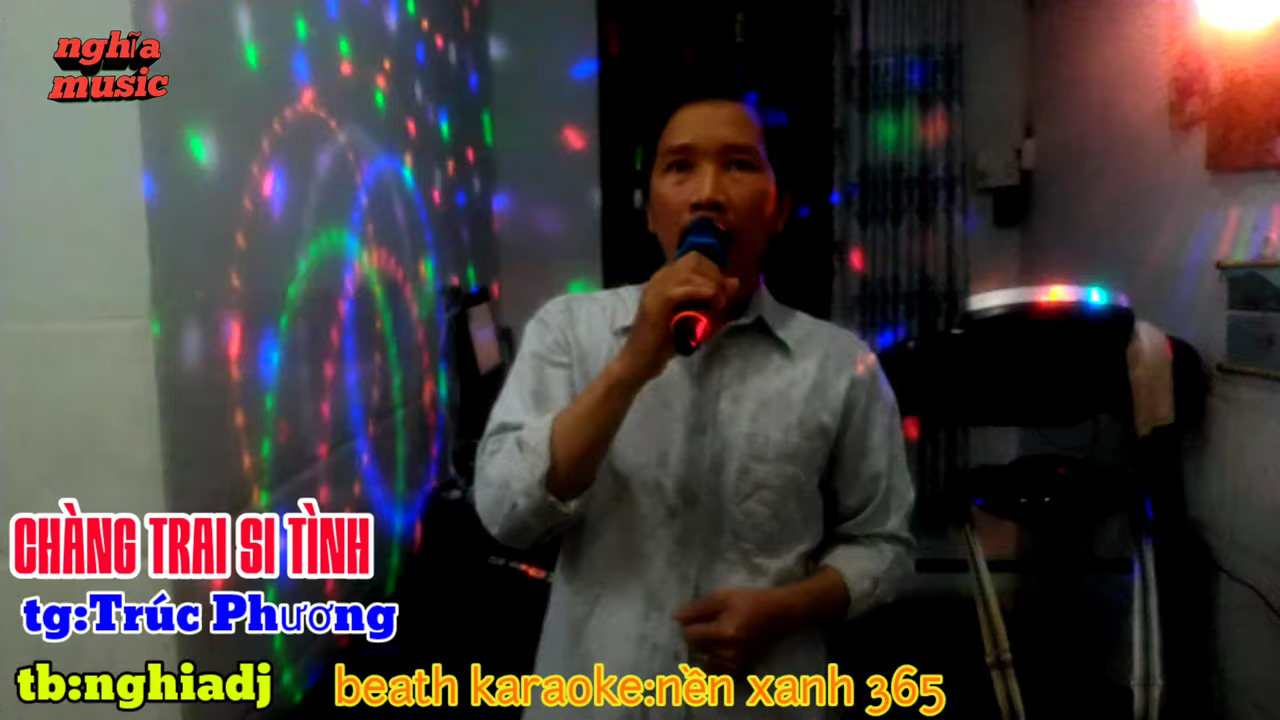 nghĩa
music
CHÀNG TRAI SI TÌNH
tg:Trúc Phương
tb:nghiadj
beath karaoke:nền xanh 365